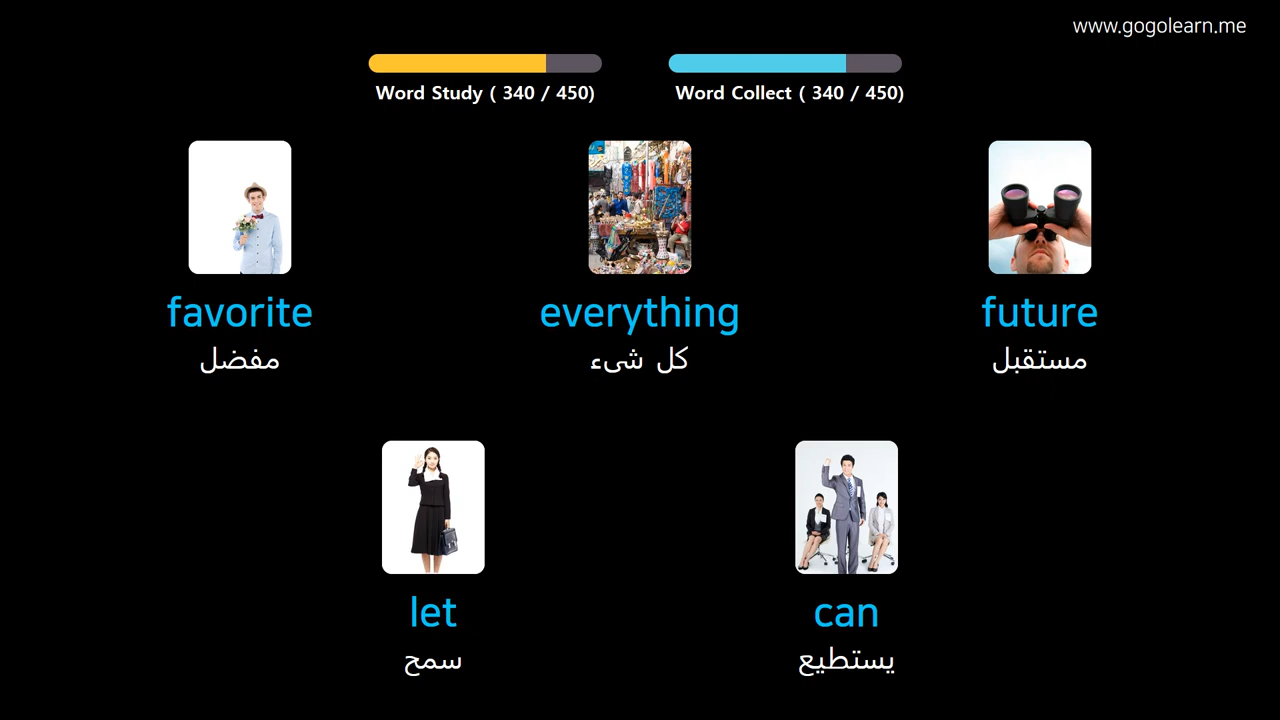 www.gogolearn.me
Word Study ( 340 / 450)
Word Collect ( 340 / 450)
favorite
مفضل
everything
كل شىء
future
مستقبل
let
سمح
can
يستطيع